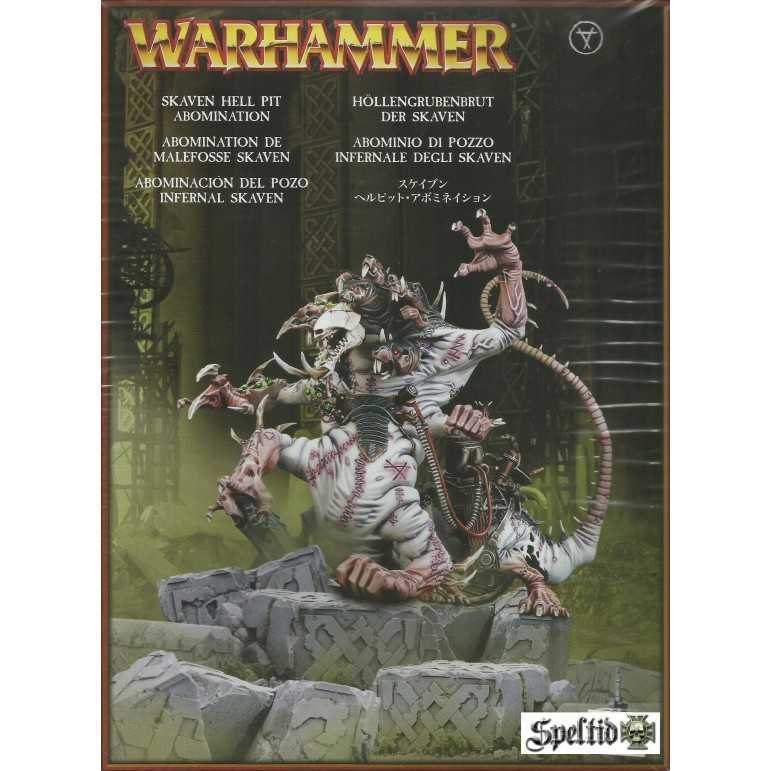 WARHAMMER
SKAVEN HELL PIT
ABOMINATION
HÖLLENGRUBENBRUT
DER SKAVEN
ABOMINATION DE
MALEFOSSE SKAVEN
ABOMINIO DI POZZO
INFERNALE DEGLI SKAVEN
ABOMINACIÓN DEL POZO
INFERNAL SKAVEN
スケイブン
ヘルピット・アボミネイション
Speltid